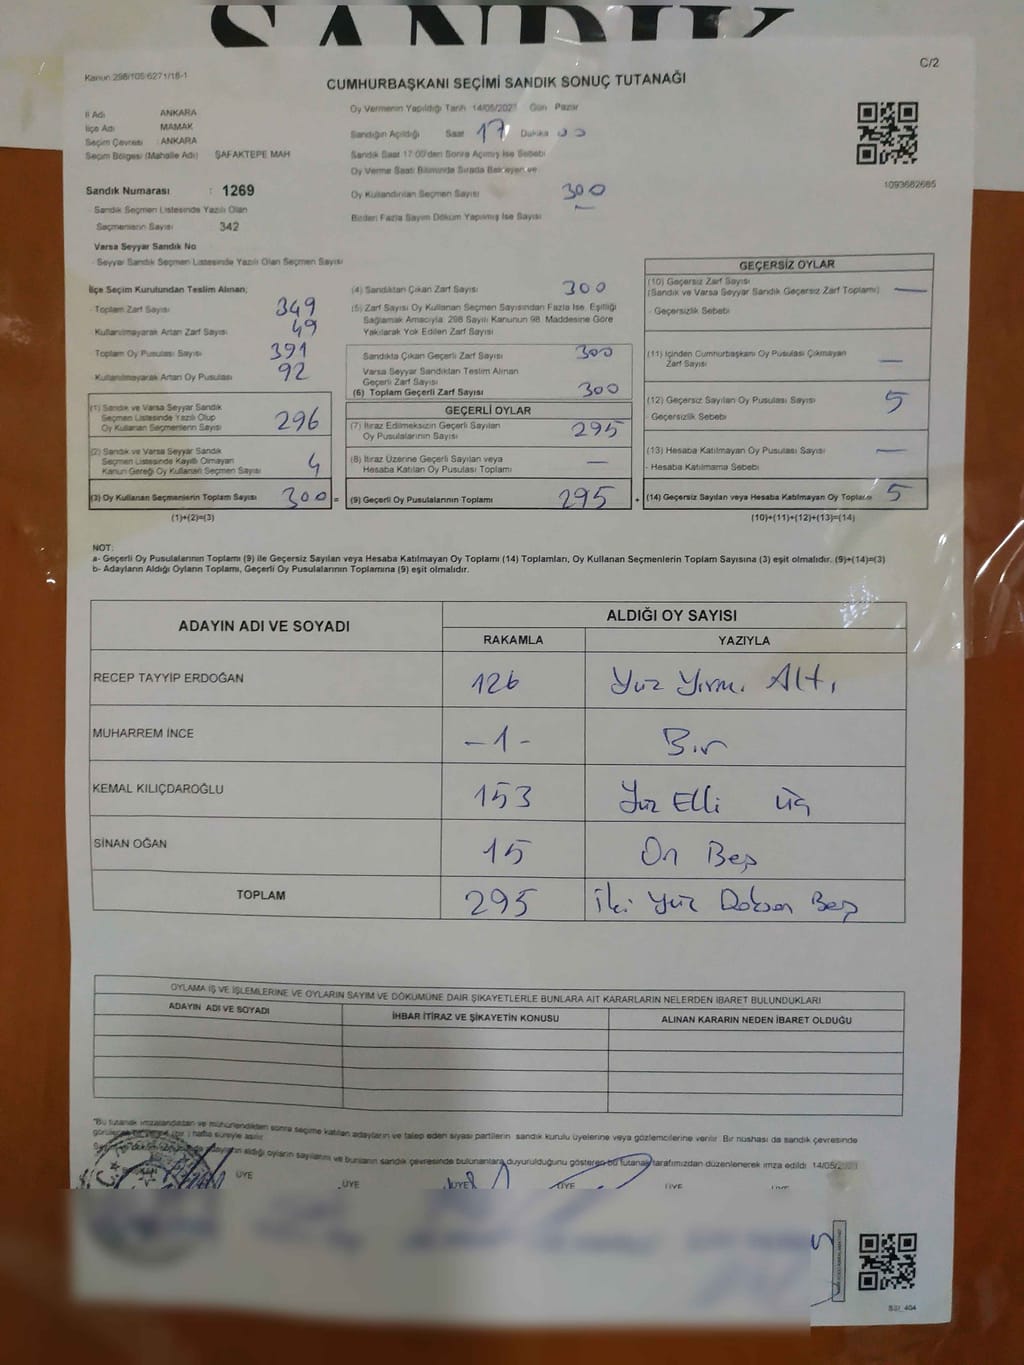 SANDIK
Kanun:298/105:6271/18-1
C/2
CUMHURBAŞKANI SEÇİMİ SANDIK SONUÇ TUTANAĞI
İl Adı ANKARA
İlçe Adı MAMAK
Seçim Çevresi : ANKARA
Seçim Bölgesi (Mahalle Adı) ŞAFAKTEPE MAH
Sandık Numarası : 1269
- Sandık Seçmen Listesinde Yazılı Olan
Seçmenlerin Sayısı 342
Varsa Seyyar Sandık No
- Seyyar Sandık Seçmen Listesinde Yazılı Olan Seçmen Sayısı
Oy Vermenin Yapıldığı Tarih 14/05/2023 Gün Pazar
Sandığın Açıldığı Saat 17 Dakika 00
Sandık Saat 17:00'den Sonra Açılmış İse Sebebi
Oy Verme Saati Bitiminde Sırada Bekleyen ve
Oy Kullandırılan Seçmen Sayısı 300
Birden Fazla Sayım Döküm Yapılmış İse Sayısı
1093682685
İlçe Seçim Kurulundan Teslim Alınan;
- Toplam Zarf Sayısı 349
- Kullanılmayarak Artan Zarf Sayısı 49
- Toplam Oy Pusulası Sayısı 391
- Kullanılmayarak Artan Oy Pusulası 92
(1) Sandık ve Varsa Seyyar Sandık
Seçmen Listesinde Yazılı Olup
Oy Kullanan Seçmenlerin Sayısı 296
(2) Sandık ve Varsa Seyyar Sandık
Seçmen Listesinde Kayıtlı Olmayan
Kanun Gereği Oy Kullanan Seçmen Sayısı 4
(3) Oy Kullanan Seçmenlerin Toplam Sayısı 300 =
(1)+(2)=(3)
(4) Sandıktan Çıkan Zarf Sayısı 300
(5) Zarf Sayısı Oy Kullanan Seçmen Sayısından Fazla İse, Eşitliği
Sağlamak Amacıyla; 298 Sayılı Kanunun 98. Maddesine Göre
Yakılarak Yok Edilen Zarf Sayısı
Sandıkta Çıkan Geçerli Zarf Sayısı 300
Varsa Seyyar Sandıktan Teslim Alınan
Geçerli Zarf Sayısı
(6) Toplam Geçerli Zarf Sayısı 300
GEÇERLİ OYLAR
(7) İtiraz Edilmeksizin Geçerli Sayılan
Oy Pusulalarının Sayısı 295
(8) İtiraz Üzerine Geçerli Sayılan veya
Hesaba Katılan Oy Pusulası Toplamı —
(9) Geçerli Oy Pusulalarının Toplamı 295 +
GEÇERSİZ OYLAR
(10) Geçersiz Zarf Sayısı
(Sandık ve Varsa Seyyar Sandık Geçersiz Zarf Toplamı) —
- Geçersizlik Sebebi
(11) İçinden Cumhurbaşkanı Oy Pusulası Çıkmayan
Zarf Sayısı —
(12) Geçersiz Sayılan Oy Pusulası Sayısı 5
- Geçersizlik Sebebi
(13) Hesaba Katılmayan Oy Pusulası Sayısı —
- Hesaba Katılmama Sebebi
(14) Geçersiz Sayılan veya Hesaba Katılmayan Oy Toplamı 5
(10)+(11)+(12)+(13)=(14)
NOT:
a- Geçerli Oy Pusulalarının Toplamı (9) ile Geçersiz Sayılan veya Hesaba Katılmayan Oy Toplamı (14) Toplamları, Oy Kullanan Seçmenlerin Toplam Sayısına (3) eşit olmalıdır. (9)+(14)=(3)
b- Adayların Aldığı Oyların Toplamı, Geçerli Oy Pusulalarının Toplamına (9) eşit olmalıdır.
ADAYIN ADI VE SOYADI ALDIĞI OY SAYISI
RAKAMLA YAZIYLA
RECEP TAYYİP ERDOĞAN 126 Yüz Yirmi Altı
MUHARREM İNCE -1- Bir
KEMAL KILIÇDAROĞLU 153 Yüz Elli üç
SİNAN OĞAN 15 On Beş
TOPLAM 295 İki Yüz Doksan Beş
OYLAMA İŞ VE İŞLEMLERİNE VE OYLARIN SAYIM VE DÖKÜMÜNE DAİR ŞİKAYETLERLE BUNLARA AİT KARARLARIN NELERDEN İBARET BULUNDUKLARI
ADAYIN ADI VE SOYADI İHBAR İTİRAZ VE ŞİKAYETİN KONUSU ALINAN KARARIN NEDEN İBARET OLDUĞU
"Bu tutanak imzalandıktan ve mühürlendikten sonra seçime katılan adayların ve talep eden siyasi partilerin sandık kurulu üyelerine veya gözlemcilerine verilir. Bir nüshası da sandık çevresinde
hafta süreyle asılır.
aldığı oyların sayılarını ve bunların sandık çevresinde bulunanlara duyurulduğunu gösteren bu tutanak tarafımızdan düzenlenerek imza edildi. 14/05/2023
ÜYE ÜYE ÜYE ÜYE ÜYE ÜYE